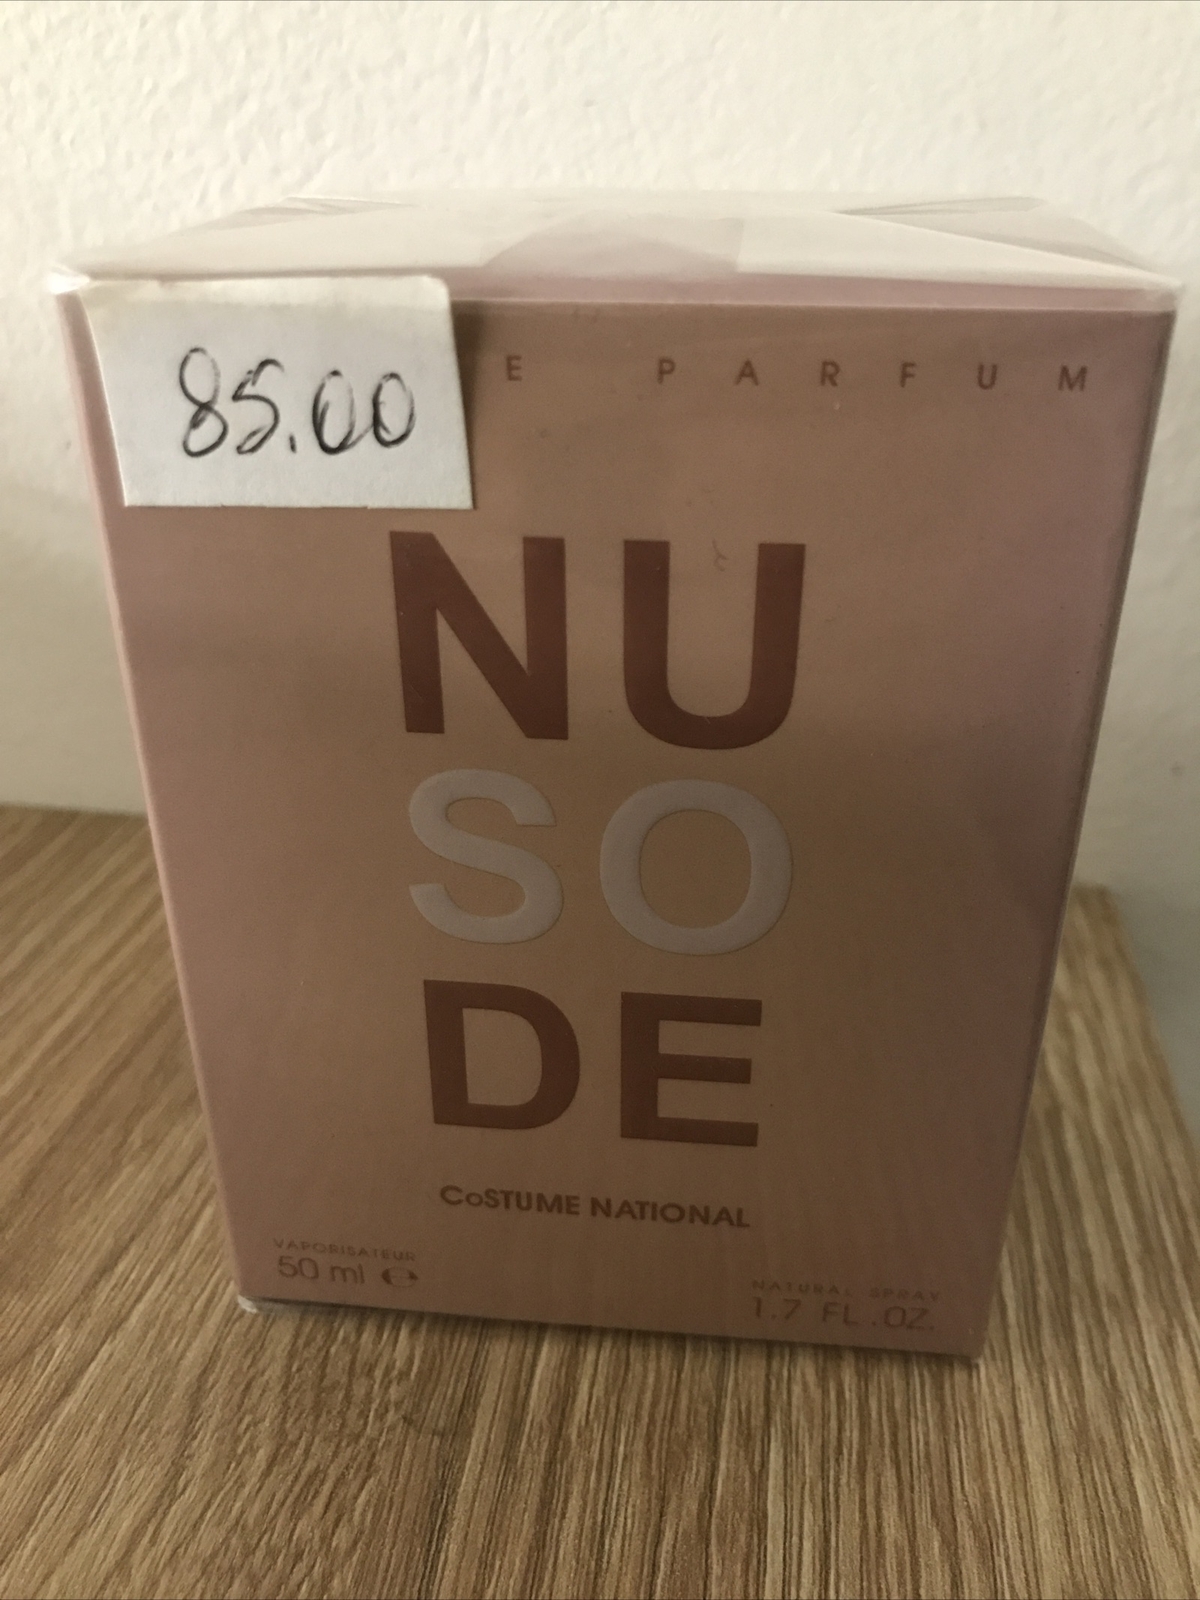 85.00
E PARFUM
NU
SO
DE
CoSTUME NATIONAL
VAPORISATEUR
50 ml ℮
NATURAL SPRAY
1.7 FL.OZ.